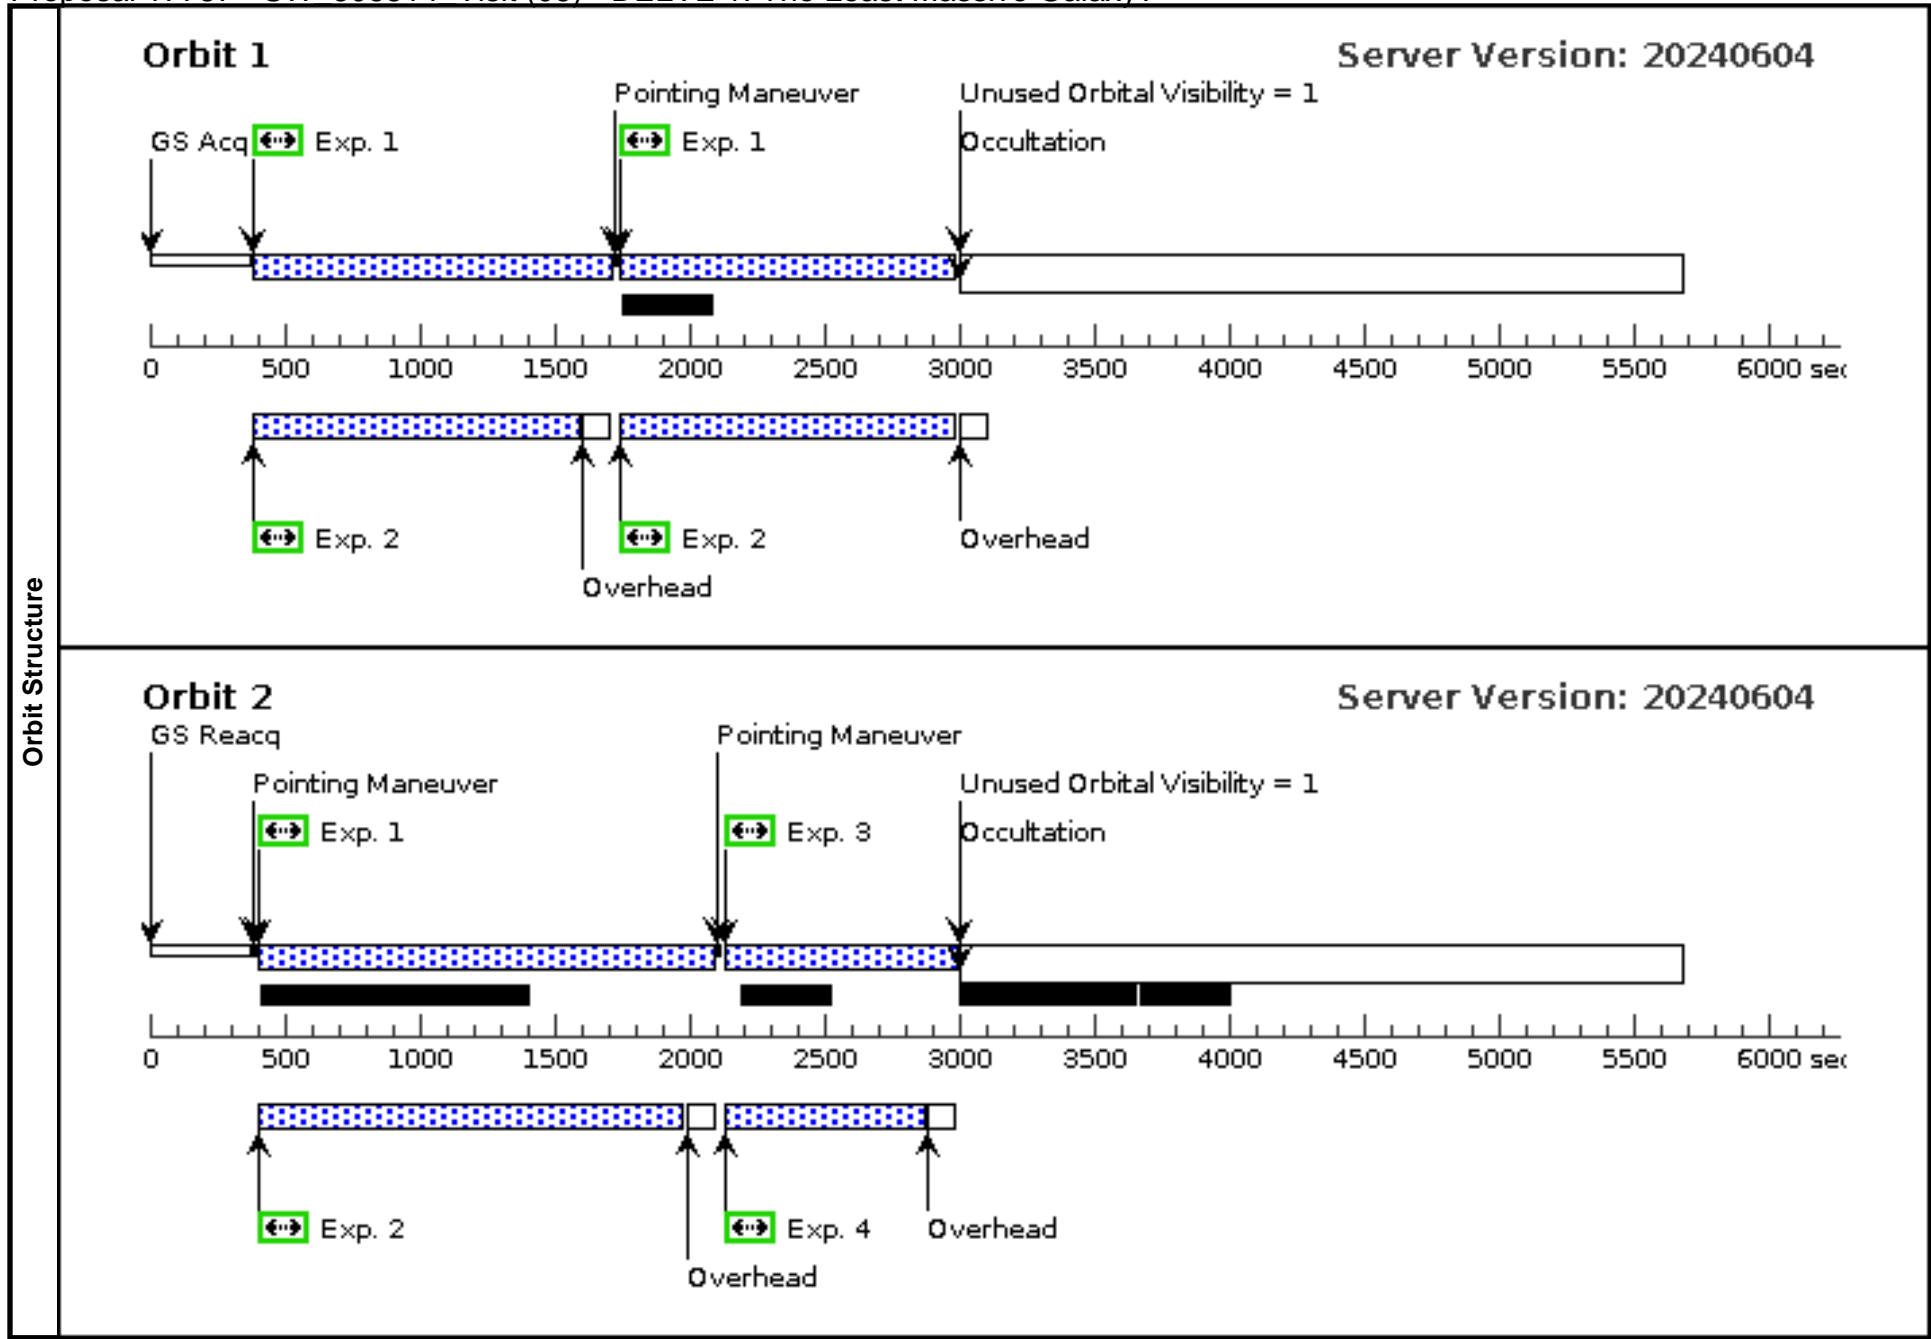 Orbit Structure
Orbit 1
Server Version: 20240604
Pointing Maneuver
Unused Orbital Visibility = 1
GS Acq
Exp. 1
Exp. 1
Occultation
0 500 1000 1500 2000 2500 3000 3500 4000 4500 5000 5500 6000
Exp. 2
Exp. 2
Overhead
Overhead
Orbit 2
Server Version: 20240604
GS Reacq
Pointing Maneuver
Pointing Maneuver
Unused Orbital Visibility = 1
Exp. 1
Exp. 3
Occultation
0 500 1000 1500 2000 2500 3000 3500 4000 4500 5000 5500 6000
Exp. 2
Exp. 4
Overhead
Overhead